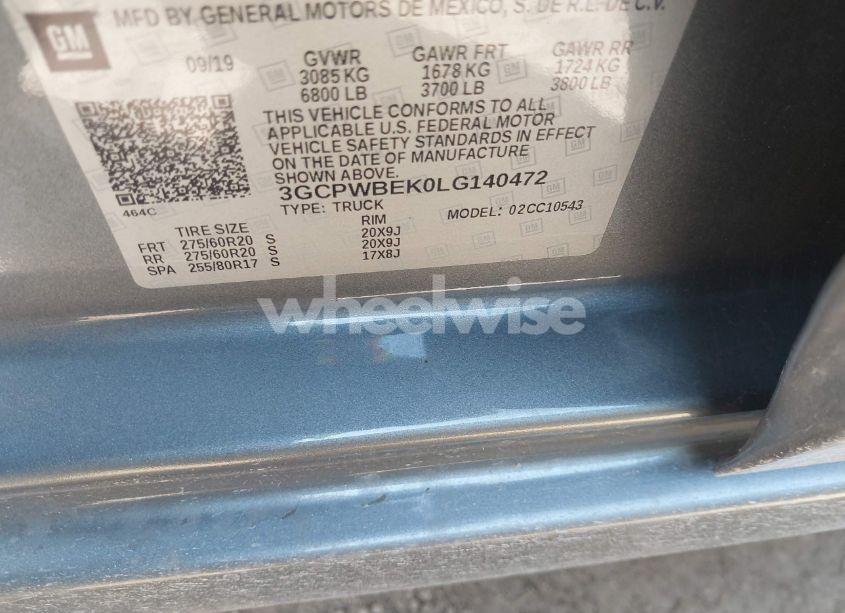 MFD BY GENERAL MOTORS DE MEXICO, S. DE R.L. DE C.V.
GM
09/19 GVWR GAWR FRT GAWR RR
3085 KG 1678 KG 1724 KG
6800 LB 3700 LB 3800 LB
THIS VEHICLE CONFORMS TO ALL
APPLICABLE U.S. FEDERAL MOTOR
VEHICLE SAFETY STANDARDS IN EFFECT
ON THE DATE OF MANUFACTURE
SHOWN ABOVE.
3GCPWBEK0LG140472
464C TYPE: TRUCK MODEL: 02CC10543
TIRE SIZE RIM
FRT 275/60R20 S 20X9J
RR 275/60R20 S 20X9J
SPA 255/80R17 S 17X8J
wheelwise